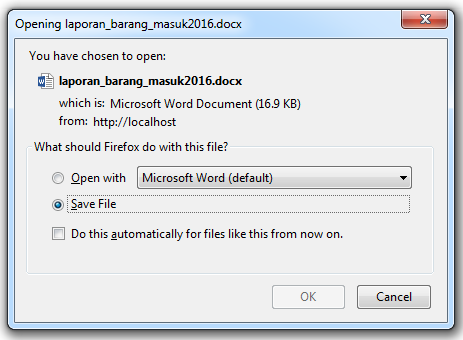 Opening laporan_barang_masuk2016.docx
You have chosen to open:
laporan_barang_masuk2016.docx
which is: Microsoft Word Document (16.9 KB)
from: http://localhost
What should Firefox do with this file?
Open with Microsoft Word (default)
Save File
Do this automatically for files like this from now on.
OK Cancel